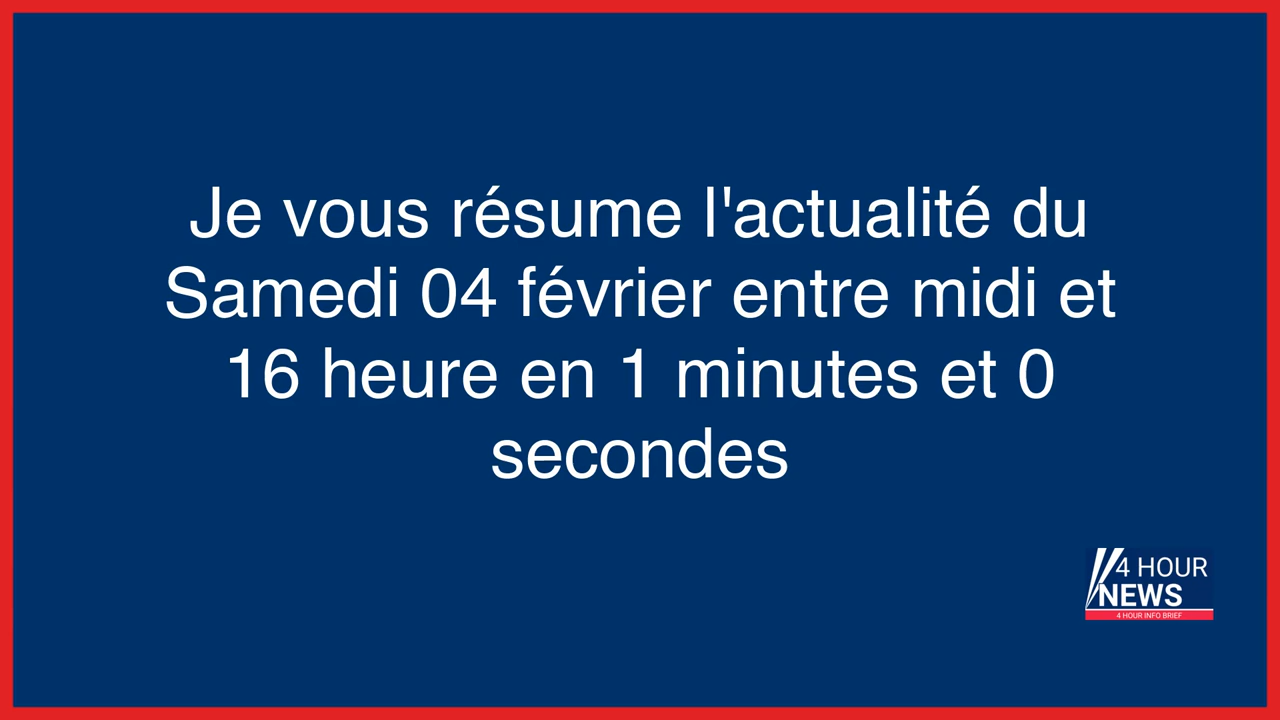 Je vous résume l'actualité du
Samedi 04 février entre midi et
16 heure en 1 minutes et 0
secondes
4 HOUR
NEWS
4 HOUR INFO BRIEF